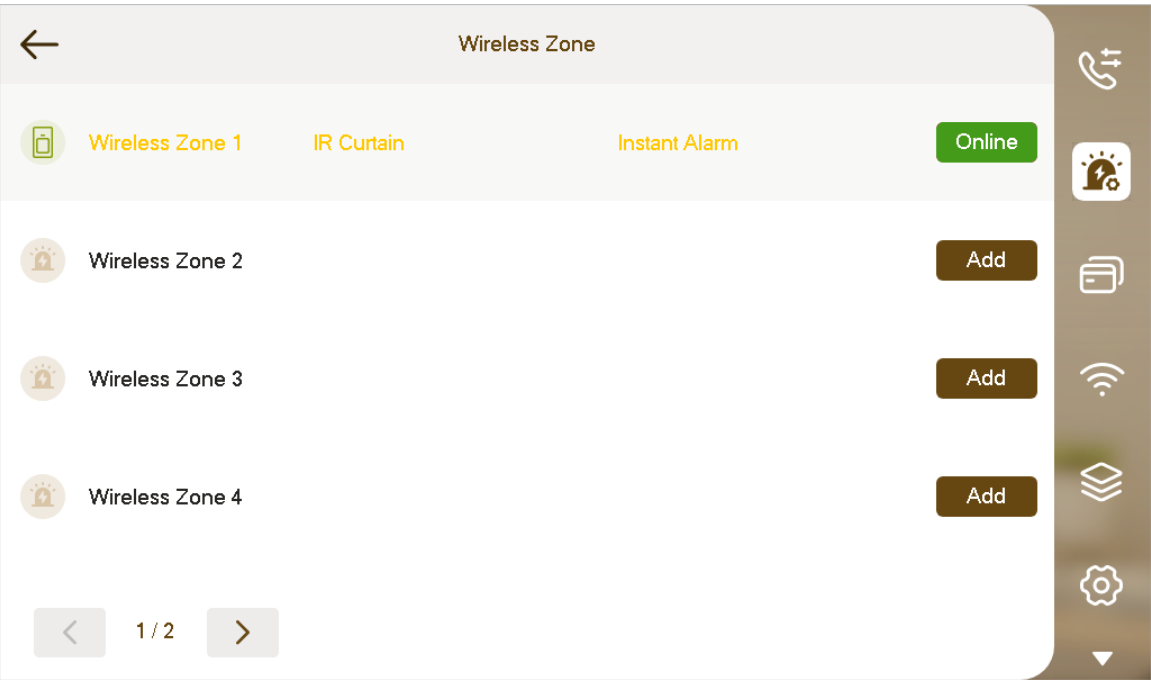 Wireless Zone
Wireless Zone 1 IR Curtain Instant Alarm Online
Wireless Zone 2 Add
Wireless Zone 3 Add
Wireless Zone 4 Add
1 / 2